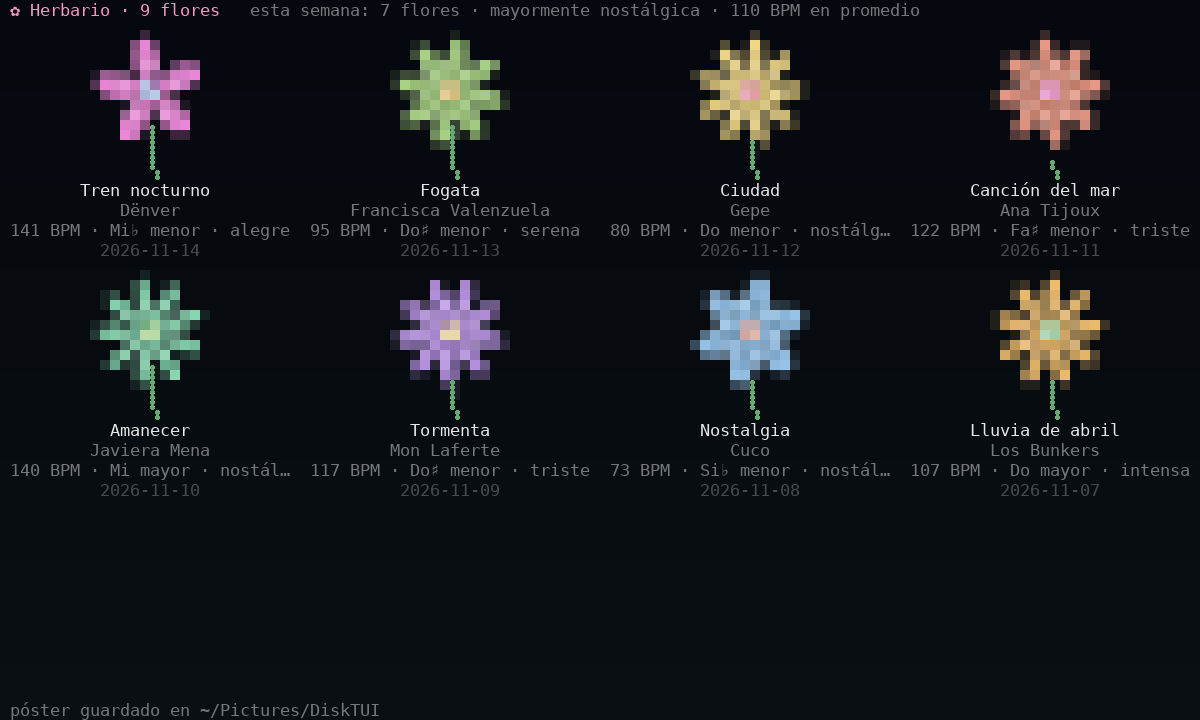 ✿ Herbario · 9 flores   esta semana: 7 flores · mayormente nostálgica · 110 BPM en promedio
Tren nocturno   Fogata   Ciudad   Canción del mar
Dënver   Francisca Valenzuela   Gepe   Ana Tijoux
141 BPM · Mi♭ menor · alegre   95 BPM · Do♯ menor · serena   80 BPM · Do menor · nostálg…   122 BPM · Fa♯ menor · triste
2026-11-14   2026-11-13   2026-11-12   2026-11-11
Amanecer   Tormenta   Nostalgia   Lluvia de abril
Javiera Mena   Mon Laferte   Cuco   Los Bunkers
140 BPM · Mi mayor · nostál…   117 BPM · Do♯ menor · triste   73 BPM · Si♭ menor · nostál…   107 BPM · Do mayor · intensa
2026-11-10   2026-11-09   2026-11-08   2026-11-07
póster guardado en ~/Pictures/DiskTUI